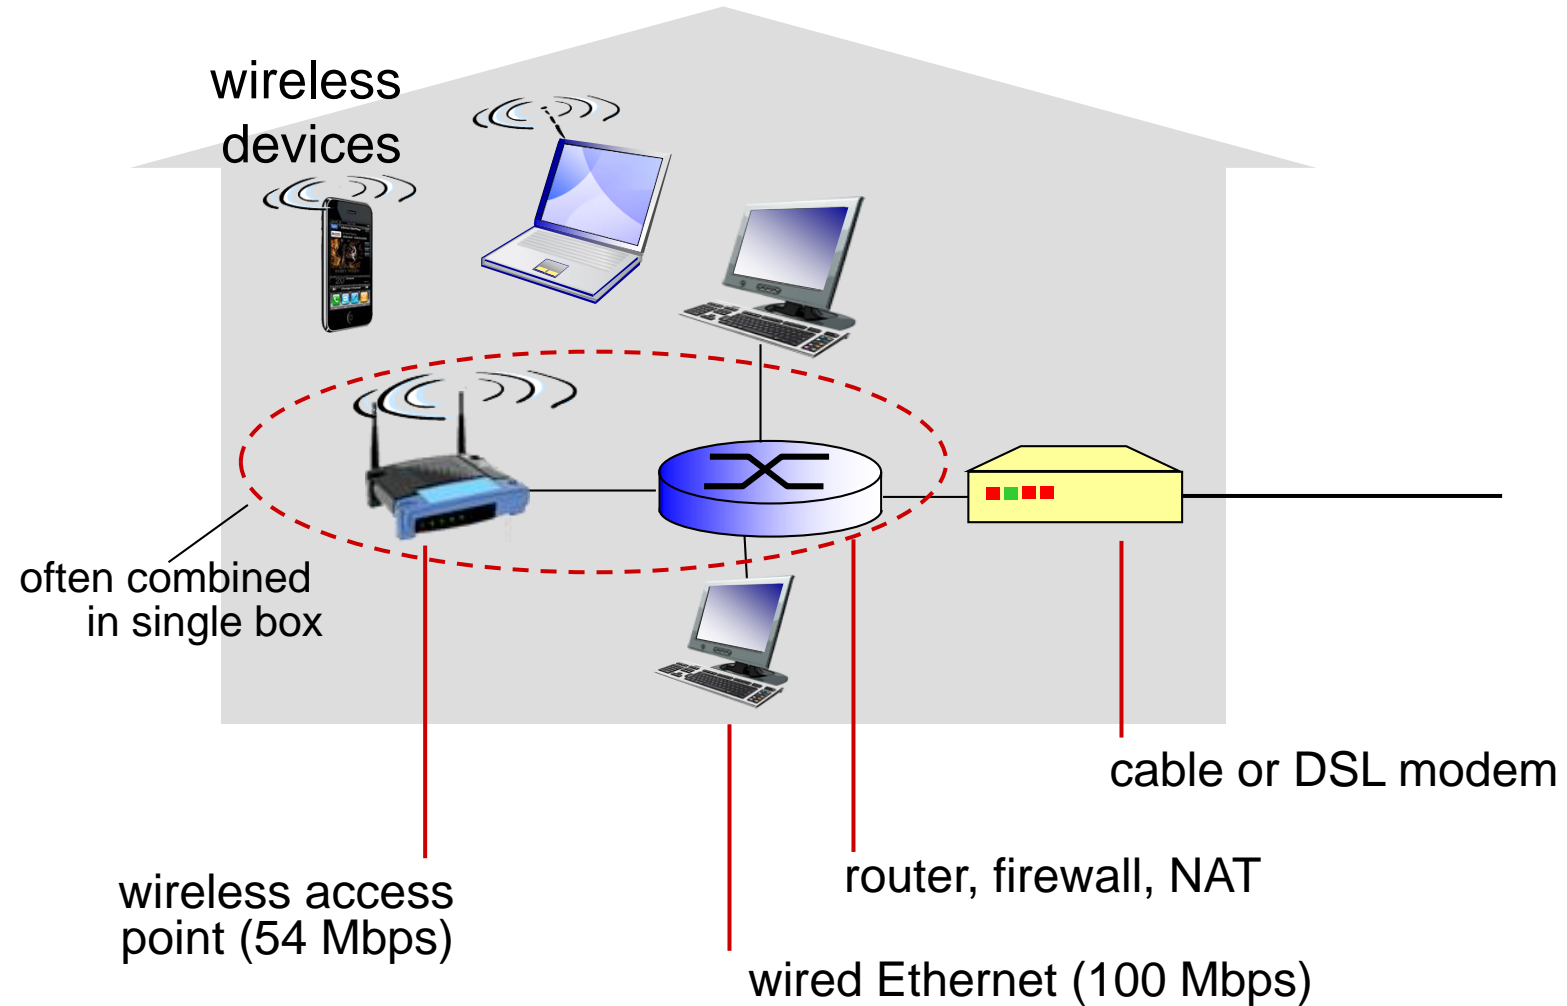 wireless
devices
often combined
in single box
cable or DSL modem
router, firewall, NAT
wireless access
point (54 Mbps)
wired Ethernet (100 Mbps)